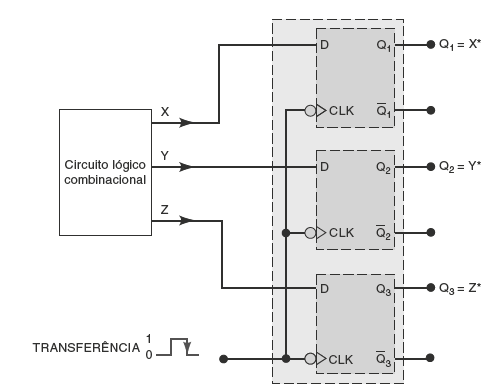 D Q1 Q1 = X*
X
CLK Q̅1
Circuito lógico
combinacional
Y
D Q2 Q2 = Y*
Z
CLK Q̅2
D Q3 Q3 = Z*
TRANSFERÊNCIA 1
0
CLK Q̅3